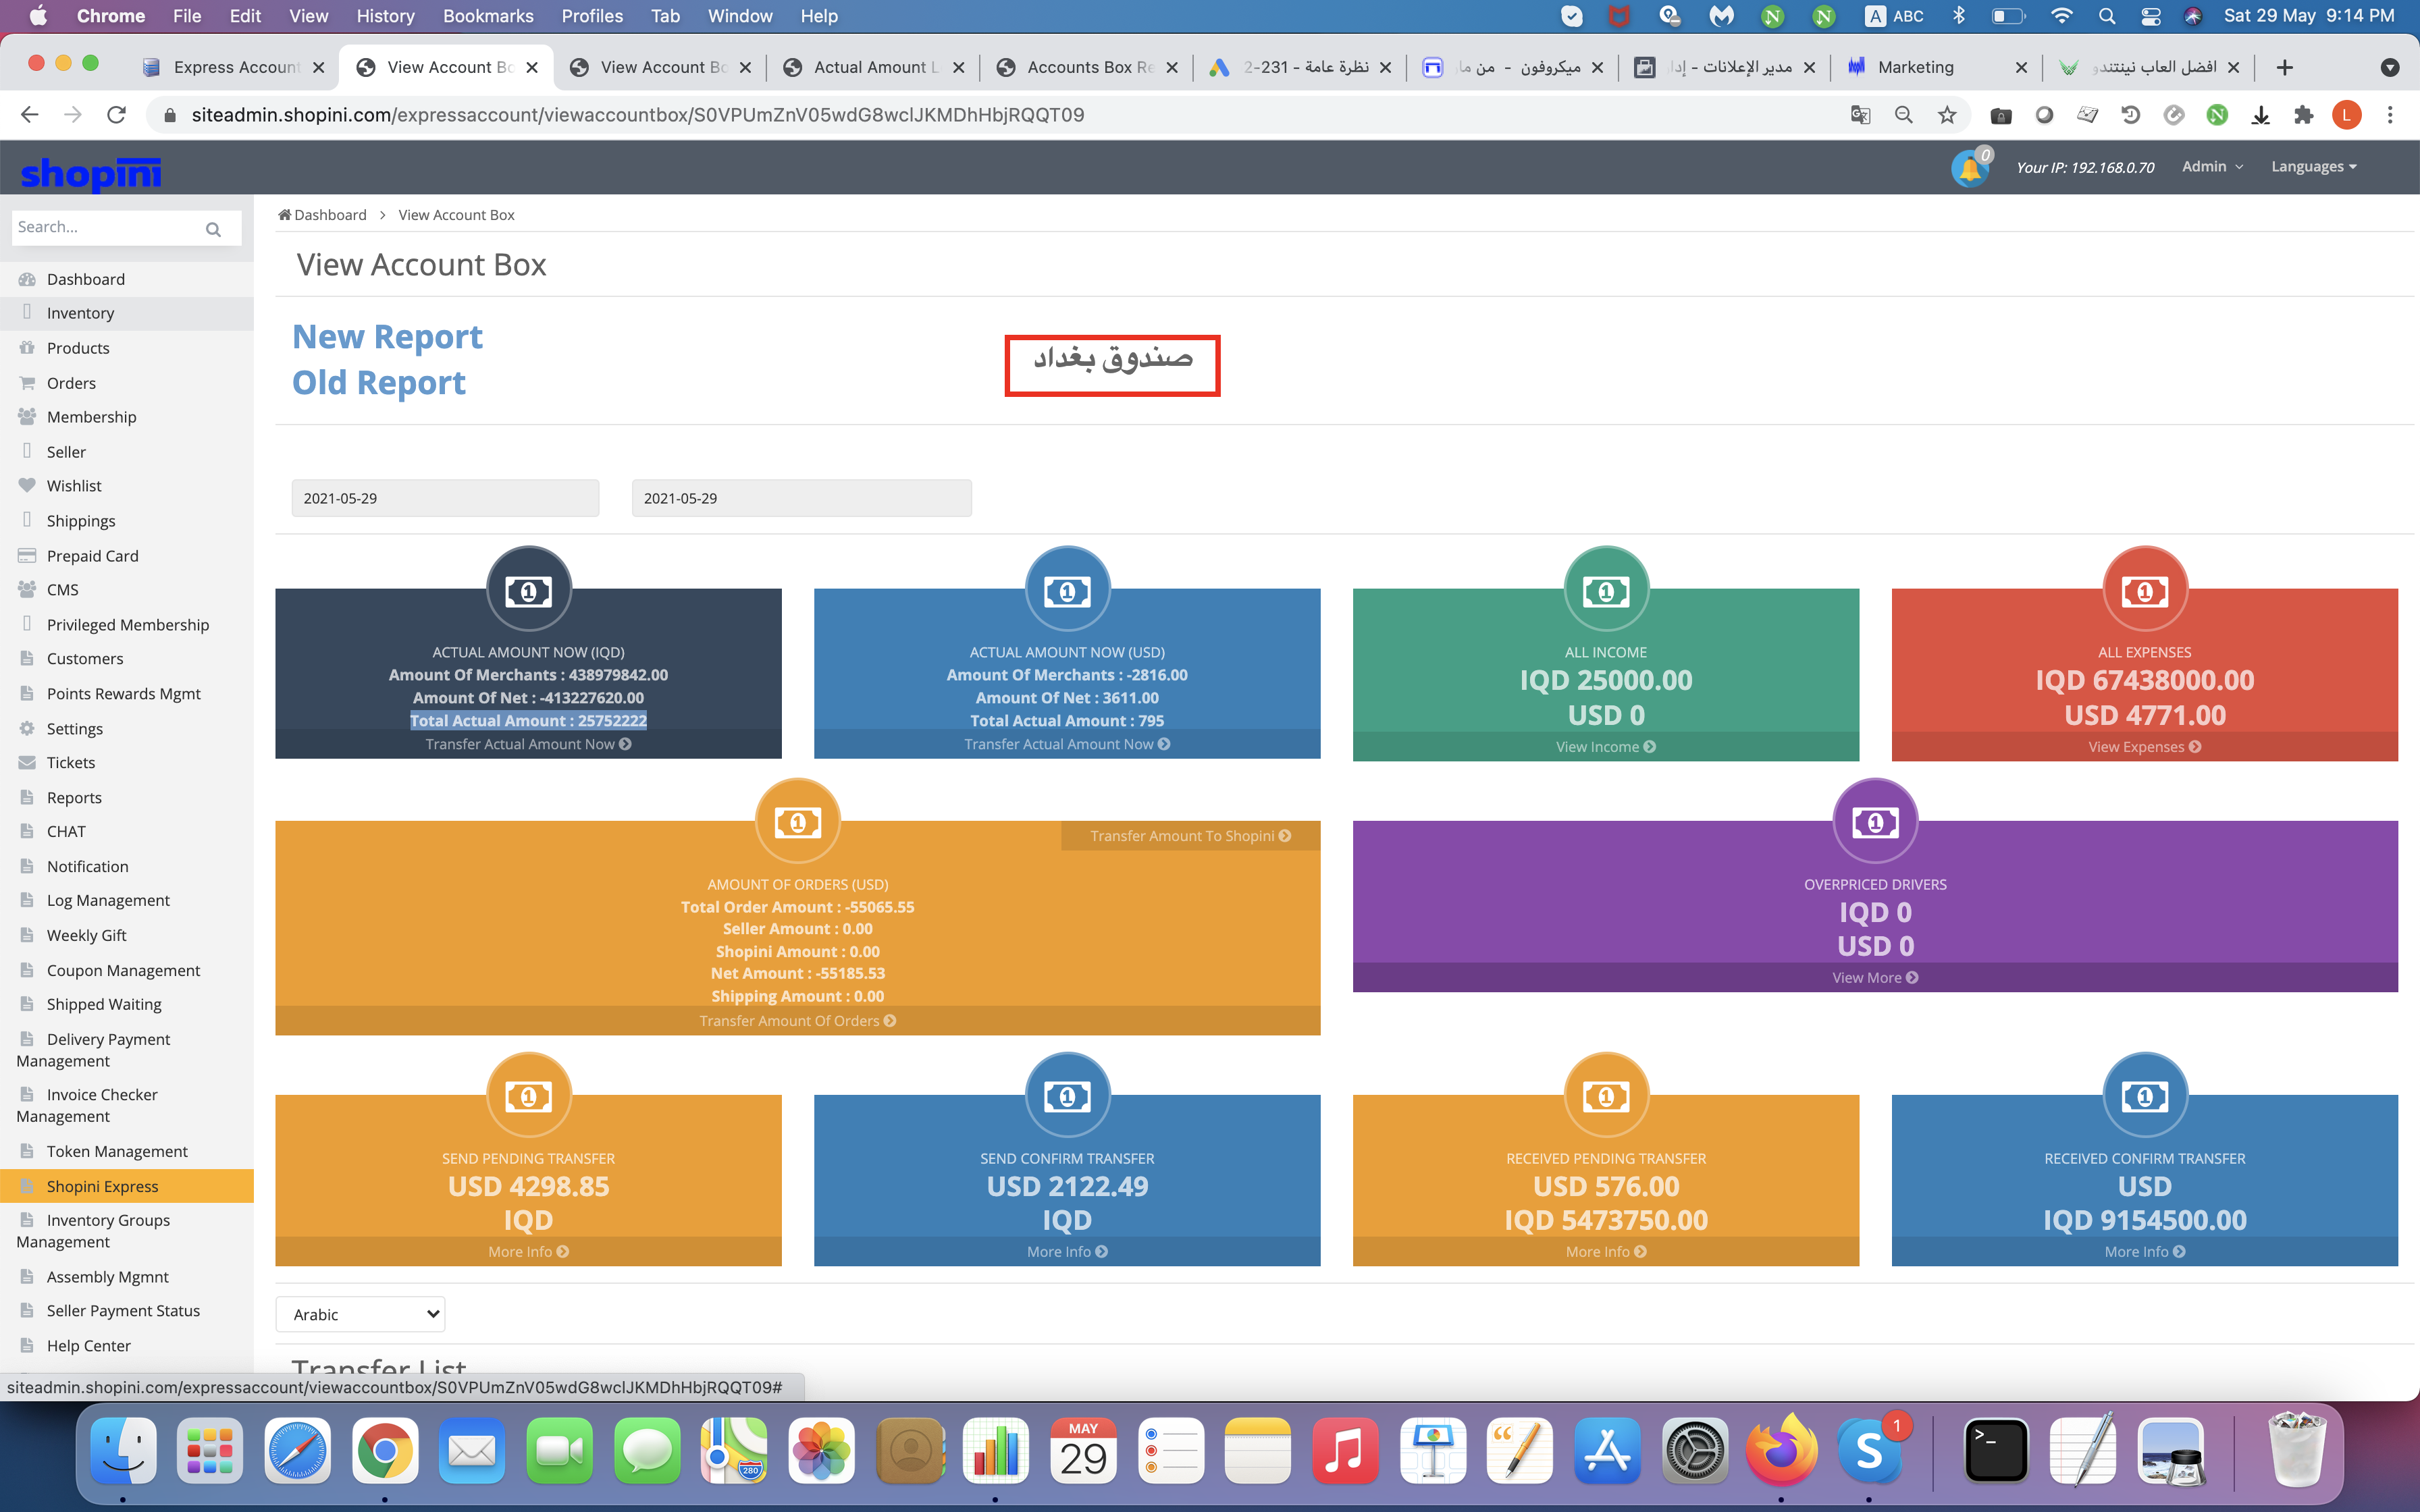 Chrome File Edit View History Bookmarks Profiles Tab Window Help ABC Sat 29 May 9:14 PM
Express Account View Account Bo View Account Bo Actual Amount L Accounts Box Re نظرة عامة - 231-2 ميكروفون - من ما مدير الإعلانات - إدا Marketing افضل العاب نينتندو
siteadmin.shopini.com/expressaccount/viewaccountbox/S0VPUmZnV05wdG8wclJKMDhHbjRQQT09 L
shopini 0 Your IP: 192.168.0.70 Admin Languages
Search...
Dashboard
Inventory
Products
Orders
Membership
Seller
Wishlist
Shippings
Prepaid Card
CMS
Privileged Membership
Customers
Points Rewards Mgmt
Settings
Tickets
Reports
CHAT
Notification
Log Management
Weekly Gift
Coupon Management
Shipped Waiting
Delivery Payment
Management
Invoice Checker
Management
Token Management
Shopini Express
Inventory Groups
Management
Assembly Mgmnt
Seller Payment Status
Help Center
Dashboard > View Account Box
View Account Box
New Report
Old Report
صندوق بغداد
2021-05-29 2021-05-29
ACTUAL AMOUNT NOW (IQD)
Amount Of Merchants : 438979842.00
Amount Of Net : -413227620.00
Total Actual Amount : 25752222
Transfer Actual Amount Now
ACTUAL AMOUNT NOW (USD)
Amount Of Merchants : -2816.00
Amount Of Net : 3611.00
Total Actual Amount : 795
Transfer Actual Amount Now
ALL INCOME
IQD 25000.00
USD 0
View Income
ALL EXPENSES
IQD 67438000.00
USD 4771.00
View Expenses
Transfer Amount To Shopini
AMOUNT OF ORDERS (USD)
Total Order Amount : -55065.55
Seller Amount : 0.00
Shopini Amount : 0.00
Net Amount : -55185.53
Shipping Amount : 0.00
Transfer Amount Of Orders
OVERPRICED DRIVERS
IQD 0
USD 0
View More
SEND PENDING TRANSFER
USD 4298.85
IQD
More Info
SEND CONFIRM TRANSFER
USD 2122.49
IQD
More Info
RECEIVED PENDING TRANSFER
USD 576.00
IQD 5473750.00
More Info
RECEIVED CONFIRM TRANSFER
USD
IQD 9154500.00
More Info
Arabic
Transfer List
siteadmin.shopini.com/expressaccount/viewaccountbox/S0VPUmZnV05wdG8wclJKMDhHbjRQQT09#
280
MAY
29
1